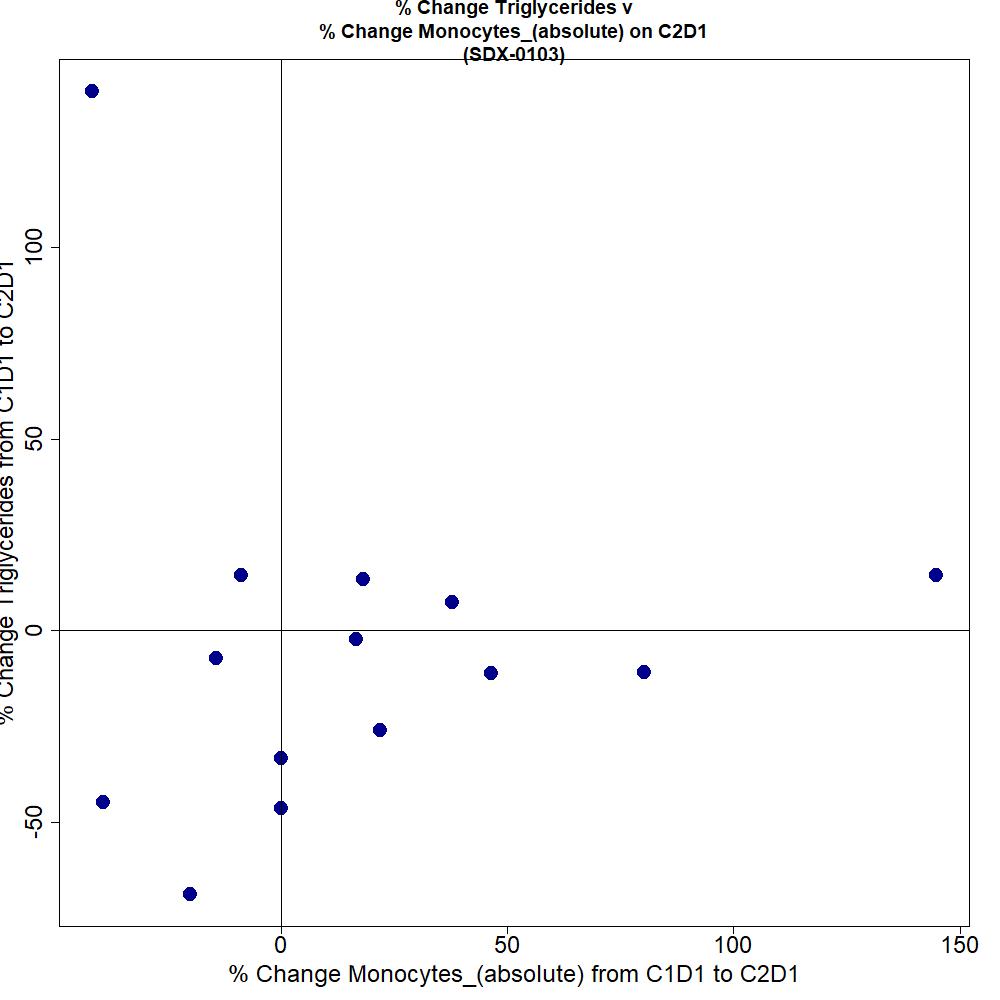 % Change Triglycerides v
% Change Monocytes_(absolute) on C2D1
(SDX-0103)
% Change Triglycerides from C1D1 to C2D1
100
50
0
-50
0
50
100
150
% Change Monocytes_(absolute) from C1D1 to C2D1